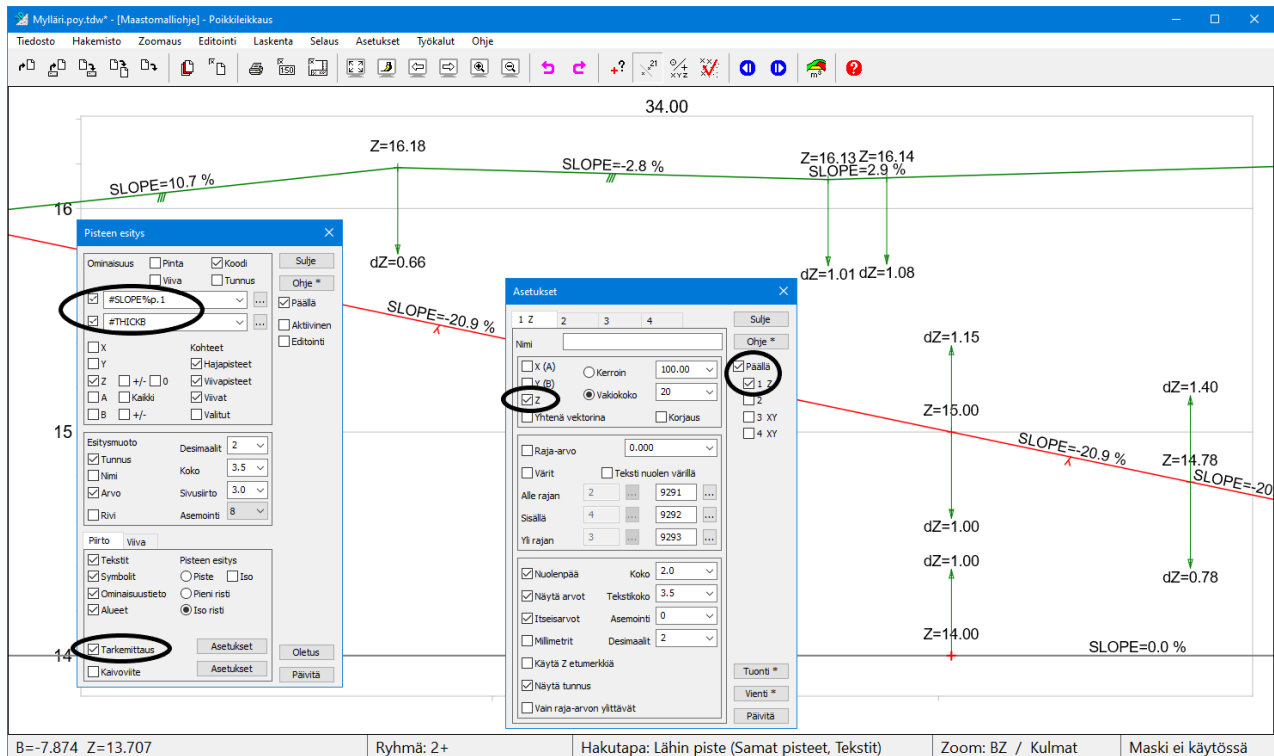 Mylläri.poy.tdw* - [Maastomalliohje] - Poikkileikkaus
Tiedosto Hakemisto Zoomaus Editointi Laskenta Selaus Asetukset Työkalut Ohje
34.00
Z=16.18
SLOPE=-2.8 %
Z=16.13 Z=16.14
SLOPE=2.9 %
SLOPE=10.7 %
16
dZ=0.66
dZ=1.01 dZ=1.08
SLOPE=-20.9 %
dZ=1.15
dZ=1.40
Z=15.00
15
SLOPE=-20.9 %
Z=14.78
SLOPE=-20
dZ=1.00
dZ=1.00
dZ=0.78
Z=14.00
SLOPE=0.0 %
14
Pisteen esitys
Ominaisuus Pinta Koodi Sulje
Viiva Tunnus Ohje *
#SLOPE%p.1 ... Päällä
#THICKB ... Aktiivinen
Editointi
X Kohteet
Y Hajapisteet
Z +/- 0 Viivapisteet
A Kaikki Viivat
B +/- Valitut
Esitysmuoto Desimaalit 2
Tunnus
Nimi Koko 3.5
Arvo Sivusiirto 3.0
Rivi Asemointi 8
Piirto Viiva
Tekstit Pisteen esitys
Symbolit Piste Iso
Ominaisuustieto Pieni risti
Alueet Iso risti
Tarkemittaus Asetukset Oletus
Kaivoviite Asetukset Päivitä
Asetukset
1 Z 2 3 4 Sulje
Nimi Ohje *
X (A) Kerroin 100.00 Päällä
Y (B) 1 Z
Z Vakiokoko 20 2
Yhtenä vektorina Korjaus 3 XY
4 XY
Raja-arvo 0.000
Värit Teksti nuolen värillä
Alle rajan 2 ... 9291 ...
Sisällä 4 ... 9292 ...
Yli rajan 3 ... 9293 ...
Nuolenpää Koko 2.0
Näytä arvot Tekstikoko 3.5
Itseisarvot Asemointi 0
Millimetrit Desimaalit 2
Käytä Z etumerkkiä Tuonti *
Näytä tunnus Vienti *
Vain raja-arvon ylittävät Päivitä
B=-7.874 Z=13.707 Ryhmä: 2+ Hakutapa: Lähin piste (Samat pisteet, Tekstit) Zoom: BZ / Kulmat Maski ei käytössä